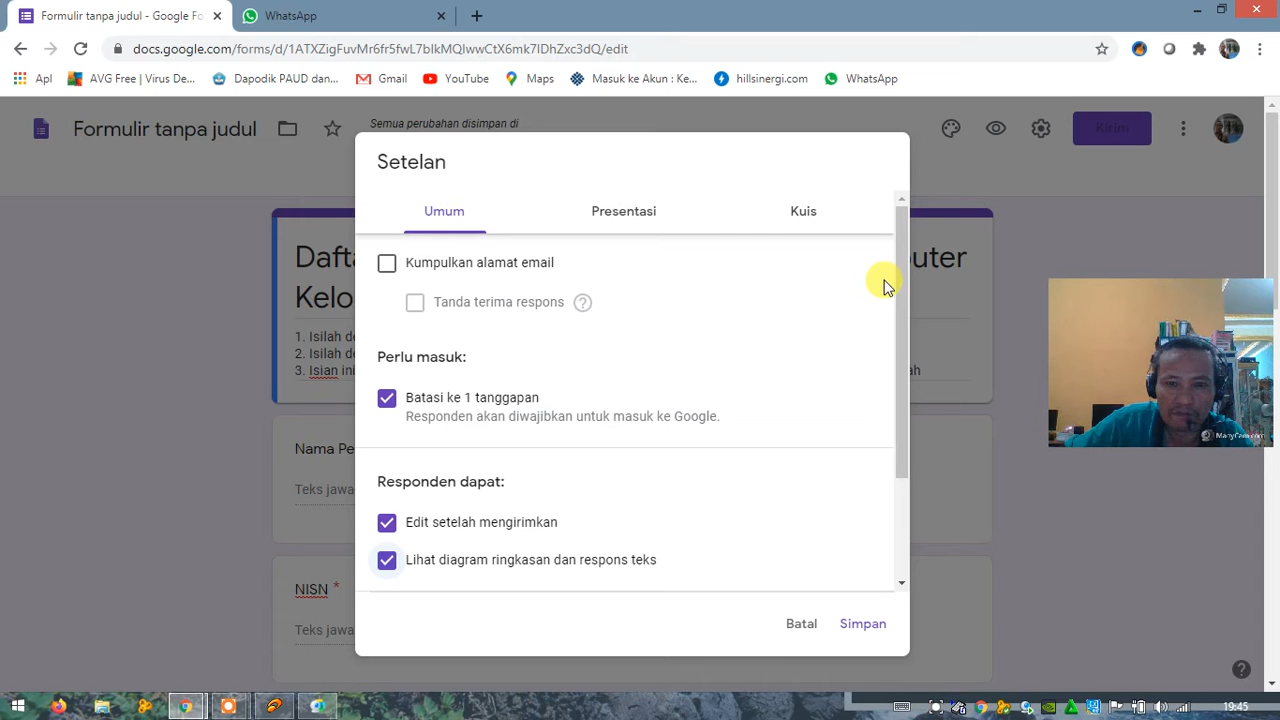 Formulir tanpa judul - Google Fo
WhatsApp
docs.google.com/forms/d/1ATXZigFuvMr6fr5fwL7bIkMQIwwCtX6mk7IDhZxc3dQ/edit
Apl
AVG Free | Virus De...
Dapodik PAUD dan...
Gmail
YouTube
Maps
Masuk ke Akun : Ke...
hillsinergi.com
WhatsApp
Formulir tanpa judul
Semua perubahan disimpan di
Kirim
Setelan
Umum
Presentasi
Kuis
Kumpulkan alamat email
Tanda terima respons
Perlu masuk:
Batasi ke 1 tanggapan
Responden akan diwajibkan untuk masuk ke Google.
Responden dapat:
Edit setelah mengirimkan
Lihat diagram ringkasan dan respons teks
Batal
Simpan
Dafta
uter
Kelo
1. Isilah de
2. Isilah de
3. Isian ini
ah
Nama Pe
Teks jawa
NISN *
Teks jawa
ManyCam.com
19:45